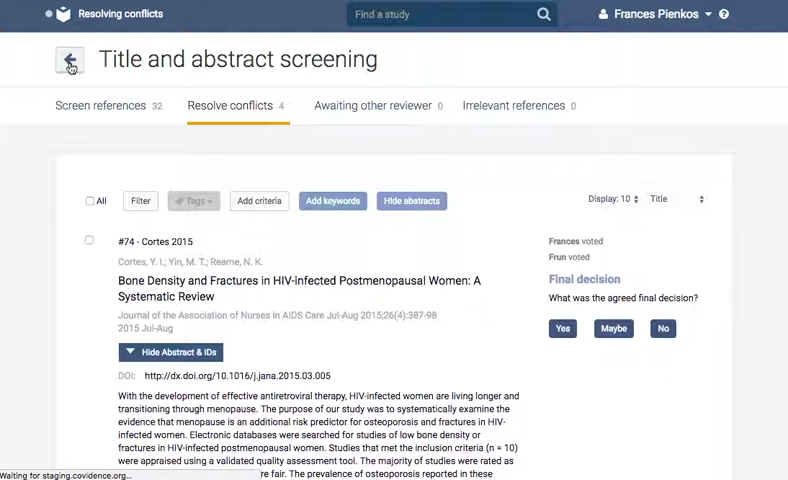 Resolving conflicts
Find a study
Frances Pienkos
Title and abstract screening
Screen references 32
Resolve conflicts 4
Awaiting other reviewer 0
Irrelevant references 0
All
Filter
Tags
Add criteria
Add keywords
Hide abstracts
Display: 10
Title
#74 - Cortes 2015
Cortes, Y. I.; Yin, M. T.; Reame, N. K.
Bone Density and Fractures in HIV-infected Postmenopausal Women: A
Systematic Review
Journal of the Association of Nurses in AIDS Care Jul-Aug 2015;26(4):387-98
2015 Jul-Aug
Hide Abstract & IDs
DOI: http://dx.doi.org/10.1016/j.jana.2015.03.005
With the development of effective antiretroviral therapy, HIV-infected women are living longer and
transitioning through menopause. The purpose of our study was to systematically examine the
evidence that menopause is an additional risk predictor for osteoporosis and fractures in HIV-
infected women. Electronic databases were searched for studies of low bone density or
fractures in HIV-infected postmenopausal women. Studies that met the inclusion criteria (n = 10)
were appraised using a validated quality assessment tool. The majority of studies were rated as
re fair. The prevalence of osteoporosis reported in these
Frances voted
Frun voted
Final decision
What was the agreed final decision?
Yes
Maybe
No
Waiting for staging.covidence.org...